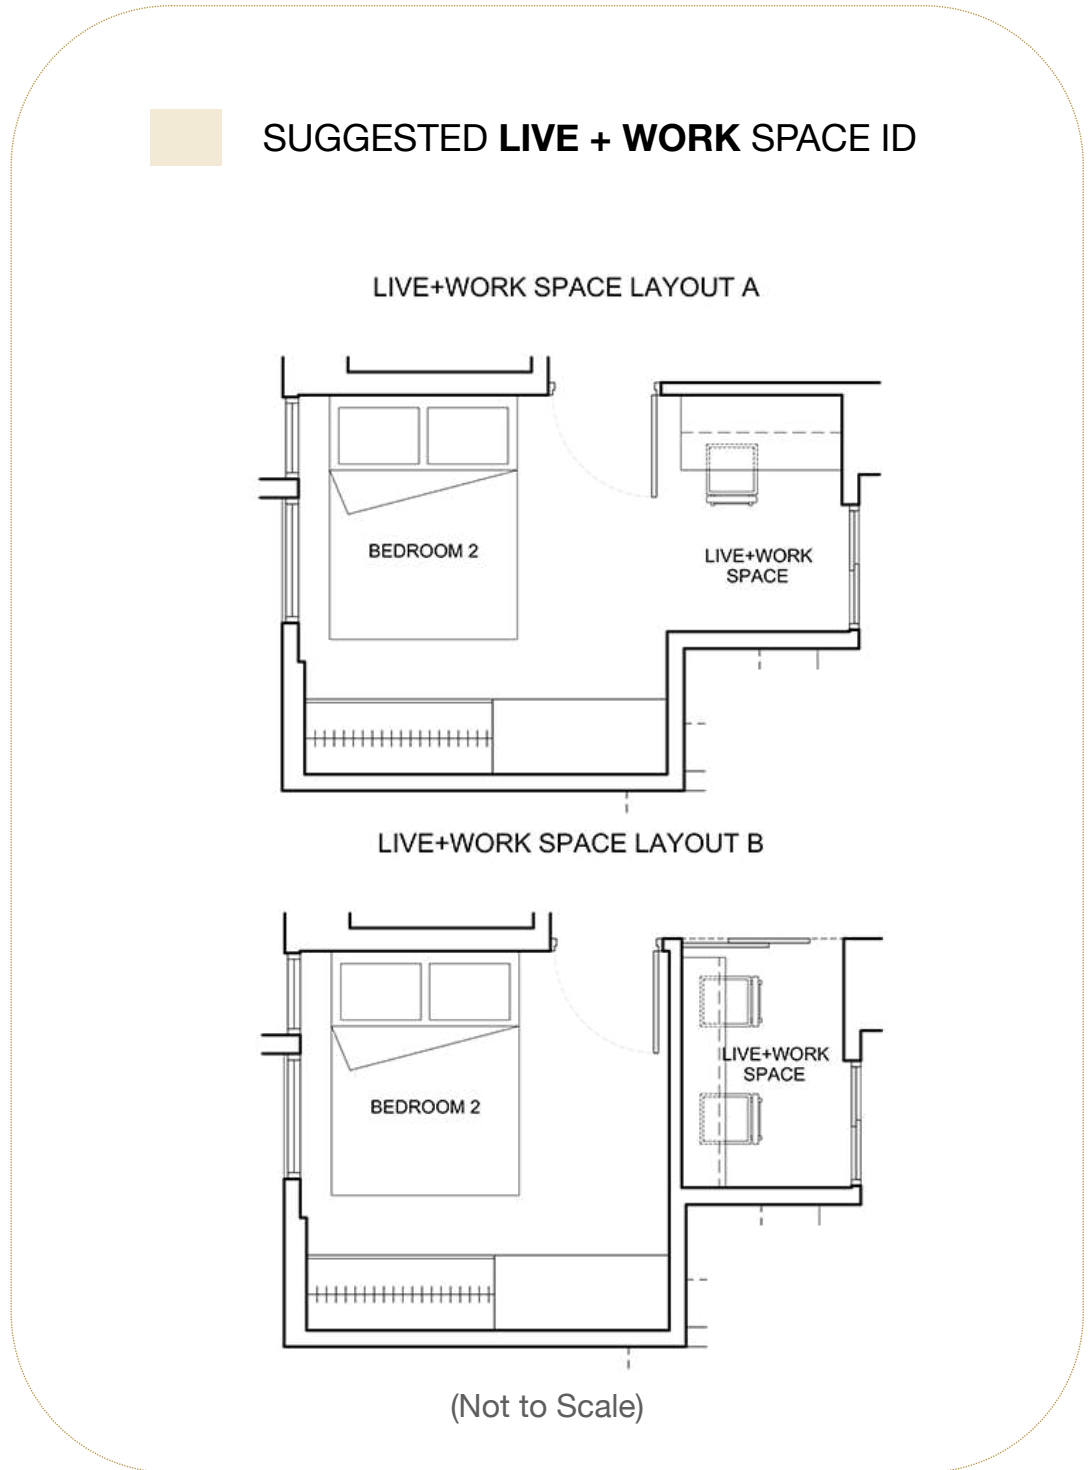 SUGGESTED LIVE + WORK SPACE ID
LIVE+WORK SPACE LAYOUT A
BEDROOM 2
LIVE+WORK
SPACE
LIVE+WORK SPACE LAYOUT B
LIVE+WORK
SPACE
BEDROOM 2
(Not to Scale)